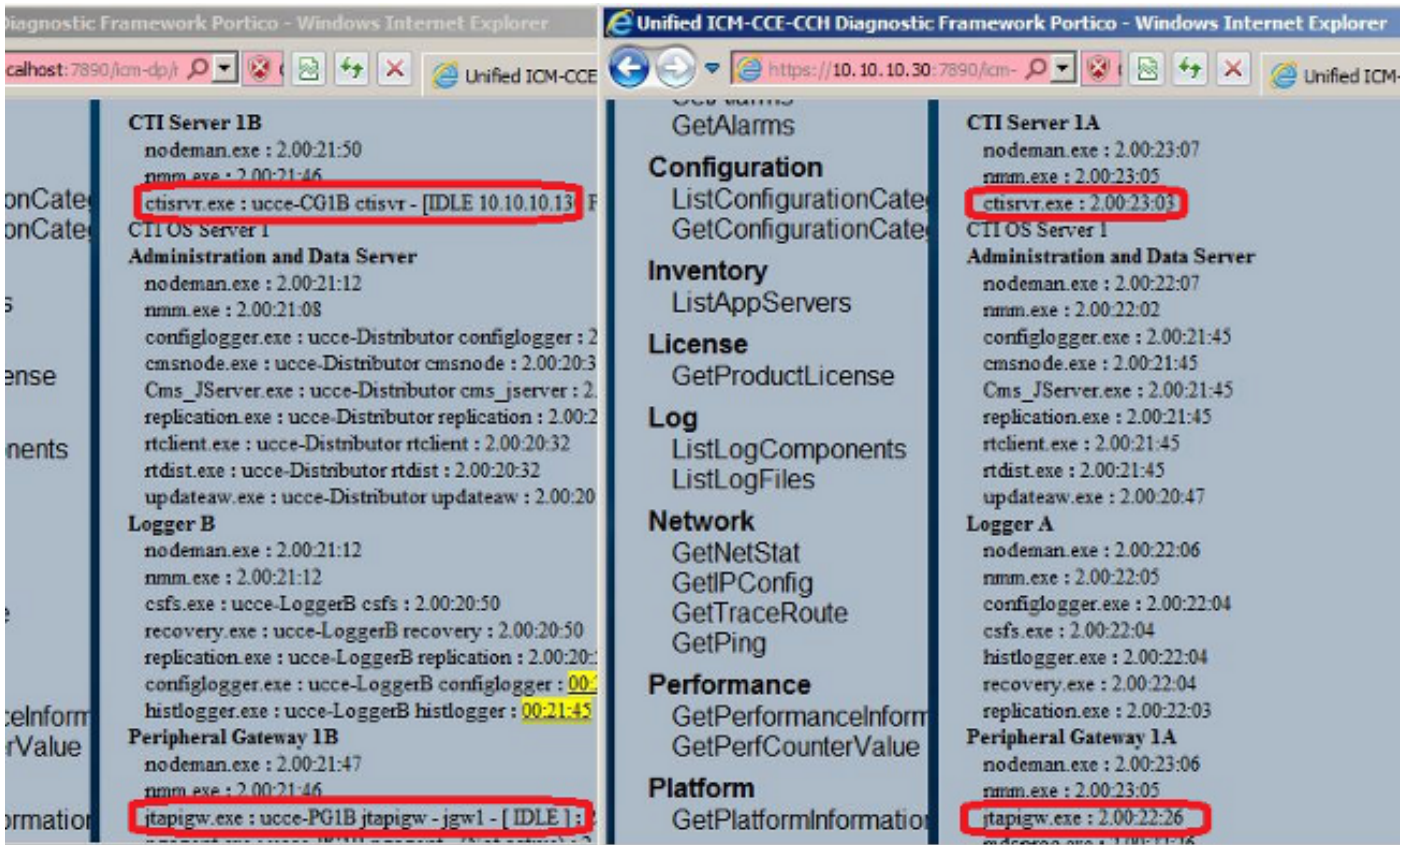 Diagnostic Framework Portico - Windows Internet Explorer
calhost:7890/icm-dp/r
Unified ICM-CCE
onCate
onCate
s
ense
nents
ceInform
rValue
ormation
CTI Server 1B
nodeman.exe : 2.00:21:50
nmm.exe : 2.00:21:46
ctisrvr.exe : ucce-CG1B ctisvr - [IDLE 10.10.10.13
CTI OS Server 1
Administration and Data Server
nodeman.exe : 2.00:21:12
nmm.exe : 2.00:21:08
configlogger.exe : ucce-Distributor configlogger : 2
cmsnode.exe : ucce-Distributor cmsnode : 2.00:20:3
Cms_JServer.exe : ucce-Distributor cms_jserver : 2.
replication.exe : ucce-Distributor replication : 2.00:2
rtclient.exe : ucce-Distributor rtclient : 2.00:20:32
rtdist.exe : ucce-Distributor rtdist : 2.00:20:32
updateaw.exe : ucce-Distributor updateaw : 2.00:20
Logger B
nodeman.exe : 2.00:21:12
nmm.exe : 2.00:21:12
csfs.exe : ucce-LoggerB csfs : 2.00:20:50
recovery.exe : ucce-LoggerB recovery : 2.00:20:50
replication.exe : ucce-LoggerB replication : 2.00:20:
configlogger.exe : ucce-LoggerB configlogger : 00:
histlogger.exe : ucce-LoggerB histlogger : 00:21:45
Peripheral Gateway 1B
nodeman.exe : 2.00:21:47
nmm.exe : 2.00:21:46
jtapigw.exe : ucce-PG1B jtapigw - jgw1 - [ IDLE ] :
Unified ICM-CCE-CCH Diagnostic Framework Portico - Windows Internet Explorer
https://10.10.10.30:7890/icm-
Unified ICM-
GetAlarms
Configuration
ListConfigurationCate
GetConfigurationCate
Inventory
ListAppServers
License
GetProductLicense
Log
ListLogComponents
ListLogFiles
Network
GetNetStat
GetIPConfig
GetTraceRoute
GetPing
Performance
GetPerformanceInform
GetPerfCounterValue
Platform
GetPlatformInformation
CTI Server 1A
nodeman.exe : 2.00:23:07
nmm.exe : 2.00:23:05
ctisrvr.exe : 2.00:23:03
CTI OS Server 1
Administration and Data Server
nodeman.exe : 2.00:22:07
nmm.exe : 2.00:22:02
configlogger.exe : 2.00:21:45
cmsnode.exe : 2.00:21:45
Cms_JServer.exe : 2.00:21:45
replication.exe : 2.00:21:45
rtclient.exe : 2.00:21:45
rtdist.exe : 2.00:21:45
updateaw.exe : 2.00:20:47
Logger A
nodeman.exe : 2.00:22:06
nmm.exe : 2.00:22:05
configlogger.exe : 2.00:22:04
csfs.exe : 2.00:22:04
histlogger.exe : 2.00:22:04
recovery.exe : 2.00:22:04
replication.exe : 2.00:22:03
Peripheral Gateway 1A
nodeman.exe : 2.00:23:06
nmm.exe : 2.00:23:05
jtapigw.exe : 2.00:22:26